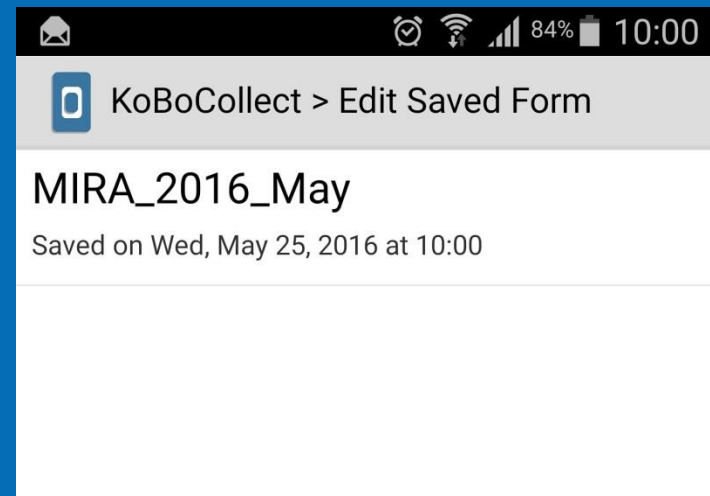 84% 10:00
KoBoCollect > Edit Saved Form
MIRA_2016_May
Saved on Wed, May 25, 2016 at 10:00